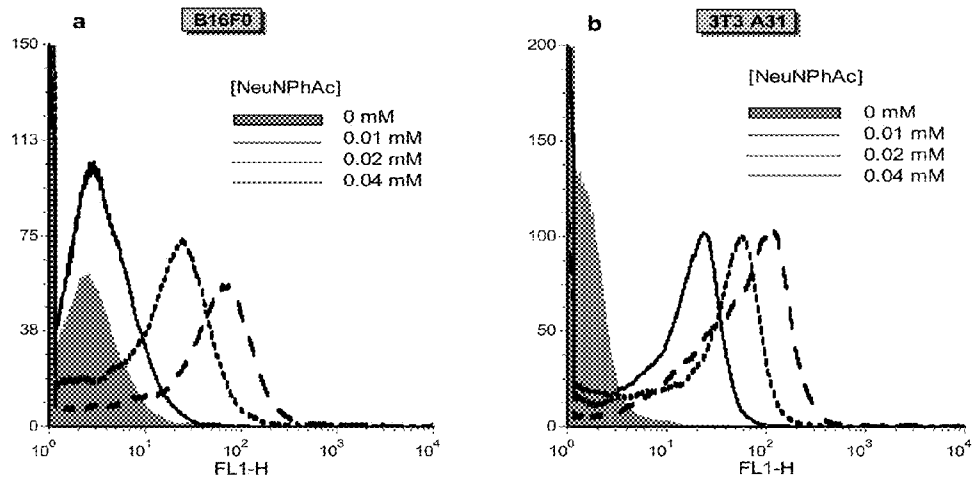 a
B16F0
150
113
75
38
0
[NeuNPhAc]
0 mM
0.01 mM
0.02 mM
0.04 mM
10⁰
10¹
10²
10³
10⁴
FL1-H
b
3T3 A31
200
150
100
50
0
[NeuNPhAc]
0 mM
0.01 mM
0.02 mM
0.04 mM
10⁰
10¹
10²
10³
10⁴
FL1-H